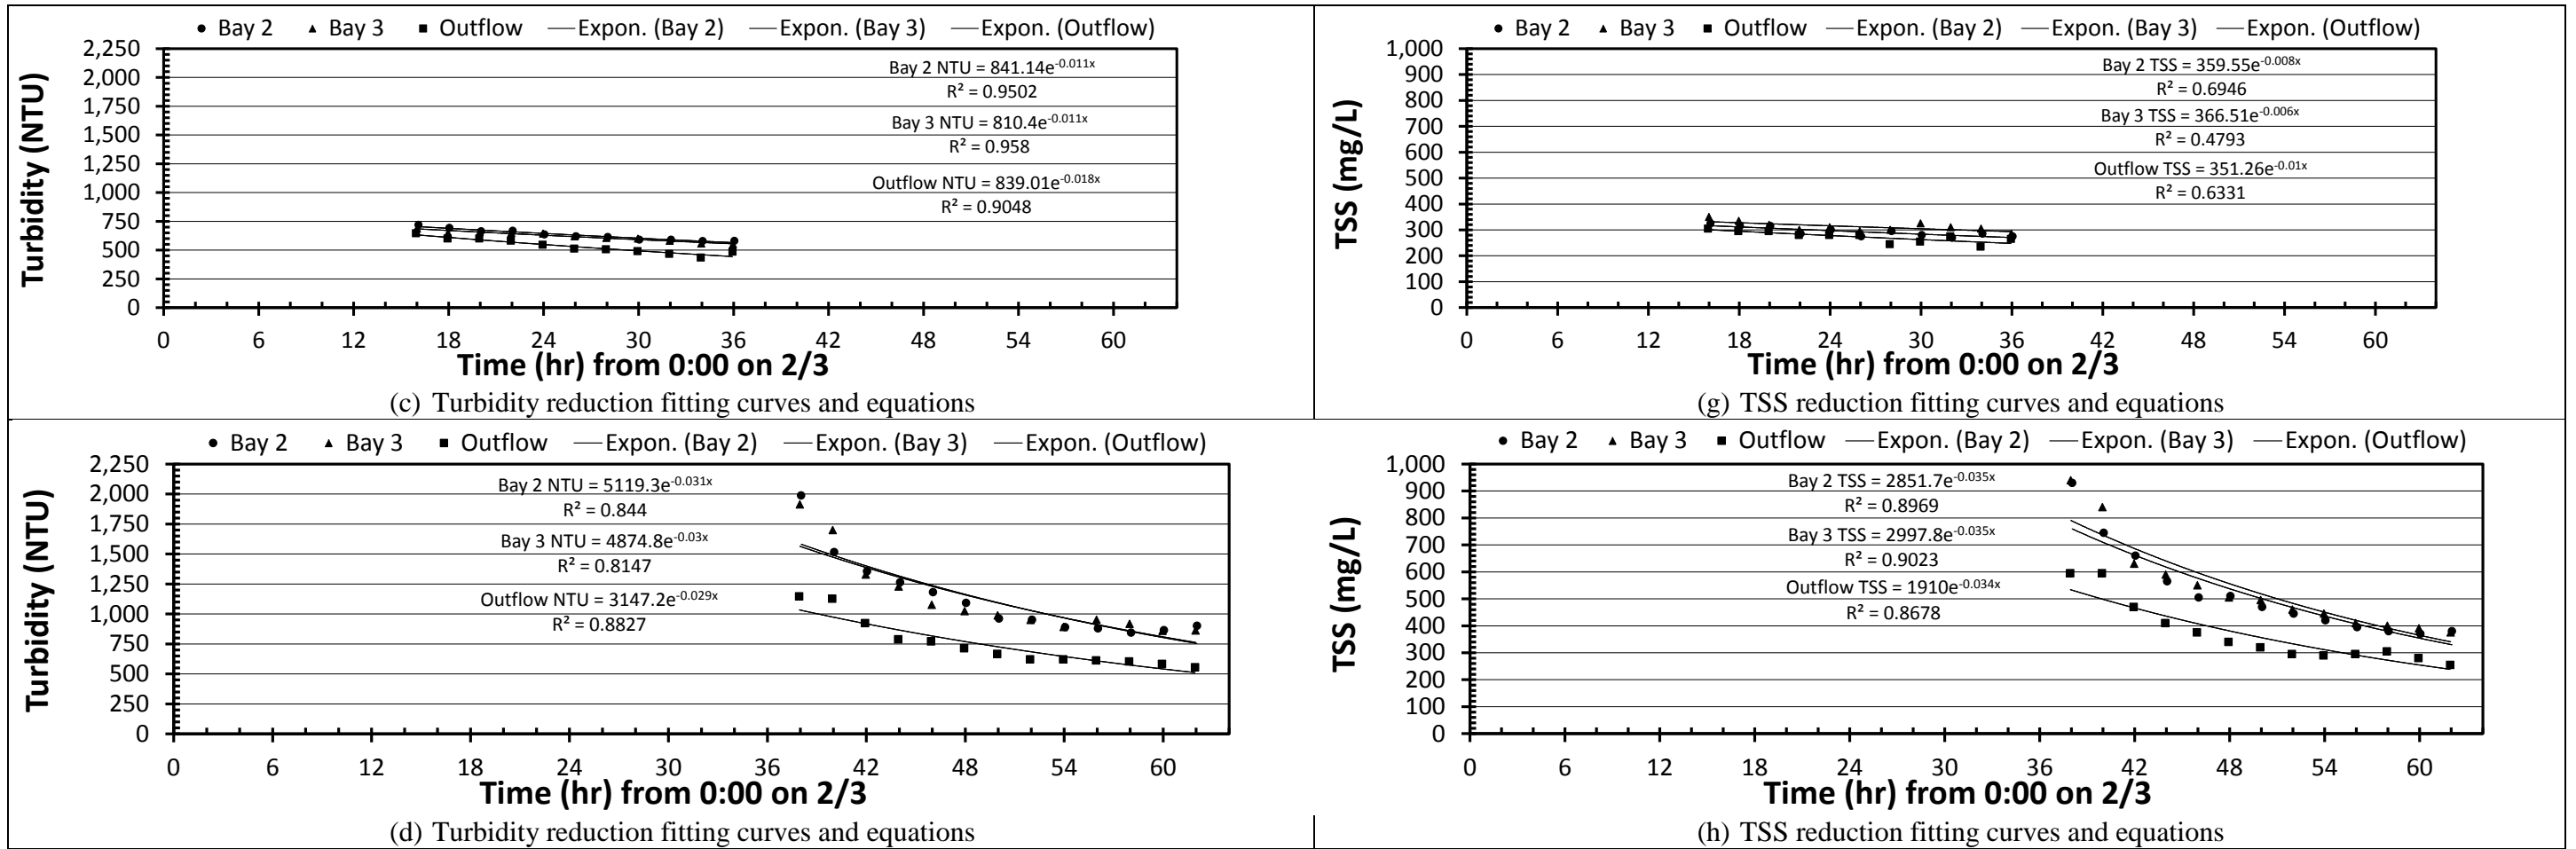 ● Bay 2 ▲ Bay 3 ■ Outflow — Expon. (Bay 2) — Expon. (Bay 3) — Expon. (Outflow)
Turbidity (NTU)
2,250
2,000
1,750
1,500
1,250
1,000
750
500
250
0
Bay 2 NTU = 841.14e^-0.011x
R² = 0.9502
Bay 3 NTU = 810.4e^-0.011x
R² = 0.958
Outflow NTU = 839.01e^-0.018x
R² = 0.9048
0 6 12 18 24 30 36 42 48 54 60
Time (hr) from 0:00 on 2/3
(c) Turbidity reduction fitting curves and equations
● Bay 2 ▲ Bay 3 ■ Outflow — Expon. (Bay 2) — Expon. (Bay 3) — Expon. (Outflow)
TSS (mg/L)
1,000
900
800
700
600
500
400
300
200
100
0
Bay 2 TSS = 359.55e^-0.008x
R² = 0.6946
Bay 3 TSS = 366.51e^-0.006x
R² = 0.4793
Outflow TSS = 351.26e^-0.01x
R² = 0.6331
0 6 12 18 24 30 36 42 48 54 60
Time (hr) from 0:00 on 2/3
(g) TSS reduction fitting curves and equations
● Bay 2 ▲ Bay 3 ■ Outflow — Expon. (Bay 2) — Expon. (Bay 3) — Expon. (Outflow)
Turbidity (NTU)
2,250
2,000
1,750
1,500
1,250
1,000
750
500
250
0
Bay 2 NTU = 5119.3e^-0.031x
R² = 0.844
Bay 3 NTU = 4874.8e^-0.03x
R² = 0.8147
Outflow NTU = 3147.2e^-0.029x
R² = 0.8827
0 6 12 18 24 30 36 42 48 54 60
Time (hr) from 0:00 on 2/3
(d) Turbidity reduction fitting curves and equations
● Bay 2 ▲ Bay 3 ■ Outflow — Expon. (Bay 2) — Expon. (Bay 3) — Expon. (Outflow)
TSS (mg/L)
1,000
900
800
700
600
500
400
300
200
100
0
Bay 2 TSS = 2851.7e^-0.035x
R² = 0.8969
Bay 3 TSS = 2997.8e^-0.035x
R² = 0.9023
Outflow TSS = 1910e^-0.034x
R² = 0.8678
0 6 12 18 24 30 36 42 48 54 60
Time (hr) from 0:00 on 2/3
(h) TSS reduction fitting curves and equations